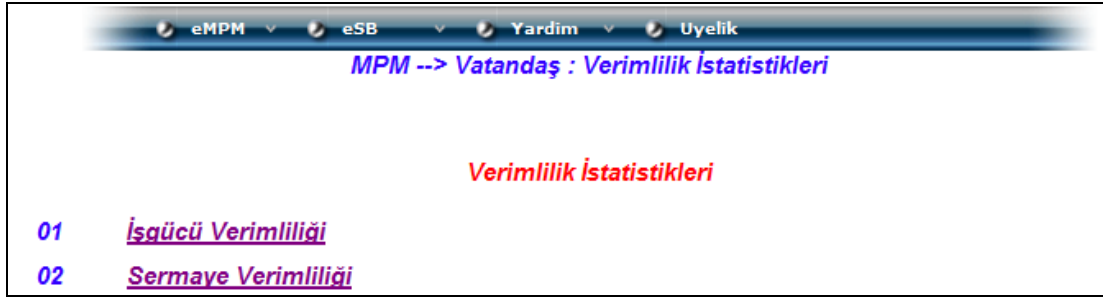 eMPM eSB Yardim Uyelik
MPM --> Vatandaş : Verimlilik İstatistikleri
Verimlilik İstatistikleri
01 İşgücü Verimliliği
02 Sermaye Verimliliği